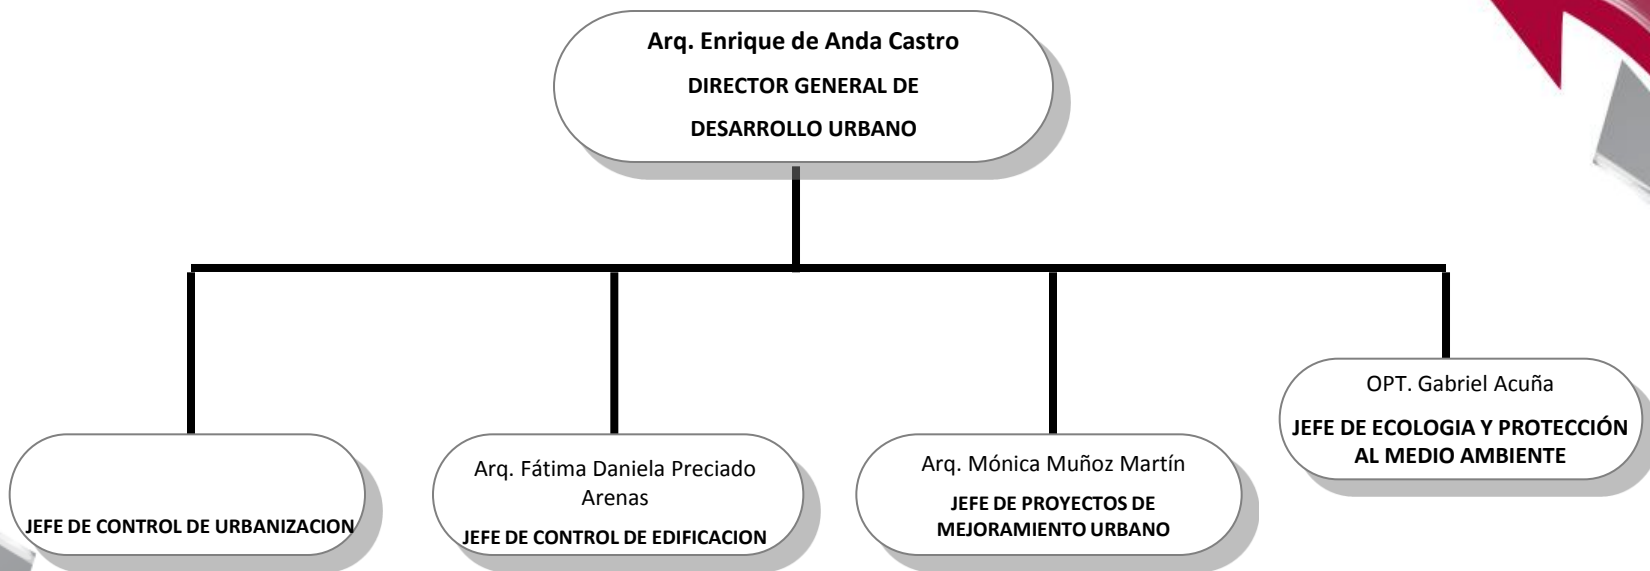 Arq. Enrique de Anda Castro
DIRECTOR GENERAL DE
DESARROLLO URBANO
JEFE DE CONTROL DE URBANIZACION
Arq. Fátima Daniela Preciado
Arenas
JEFE DE CONTROL DE EDIFICACION
Arq. Mónica Muñoz Martín
JEFE DE PROYECTOS DE
MEJORAMIENTO URBANO
OPT. Gabriel Acuña
JEFE DE ECOLOGIA Y PROTECCIÓN
AL MEDIO AMBIENTE